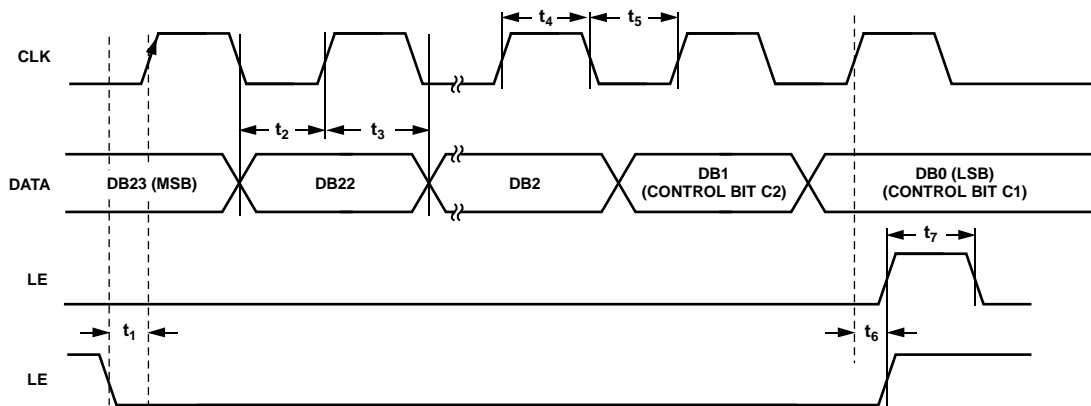 CLK
t4
t5
t2
t3
DATA
DB23 (MSB)
DB22
DB2
DB1
(CONTROL BIT C2)
DB0 (LSB)
(CONTROL BIT C1)
t7
LE
t1
t6
LE